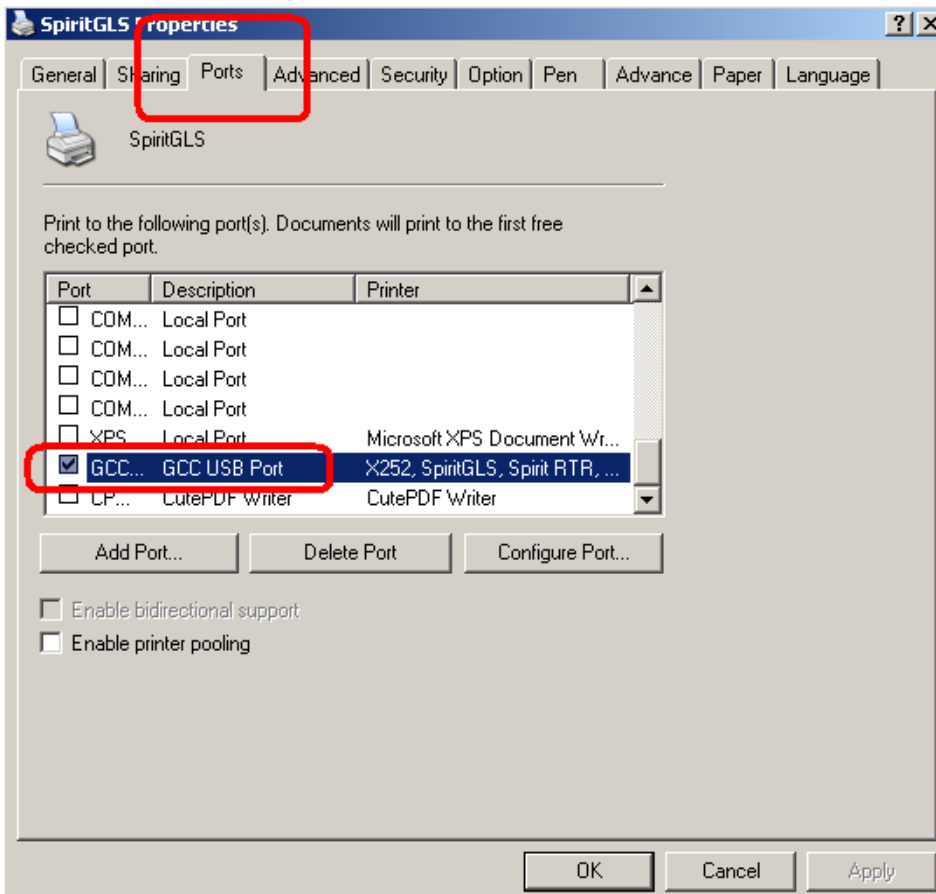 SpiritGLS Properties
General Sharing Ports Advanced Security Option Pen Advance Paper Language
SpiritGLS
Print to the following port(s). Documents will print to the first free
checked port.
Port Description Printer
COM... Local Port
COM... Local Port
COM... Local Port
COM... Local Port
XPS Local Port Microsoft XPS Document Wr...
GCC... GCC USB Port X252, SpiritGLS, Spirit RTR, ...
CP... CutePDF Writer CutePDF Writer
Add Port... Delete Port Configure Port...
Enable bidirectional support
Enable printer pooling
OK Cancel Apply